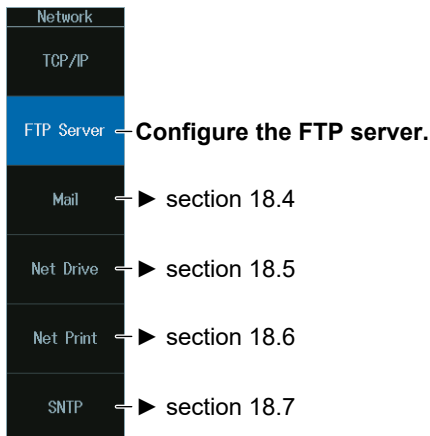 Network
TCP/IP
FTP Server Configure the FTP server.
Mail ► section 18.4
Net Drive ► section 18.5
Net Print ► section 18.6
SNTP ► section 18.7